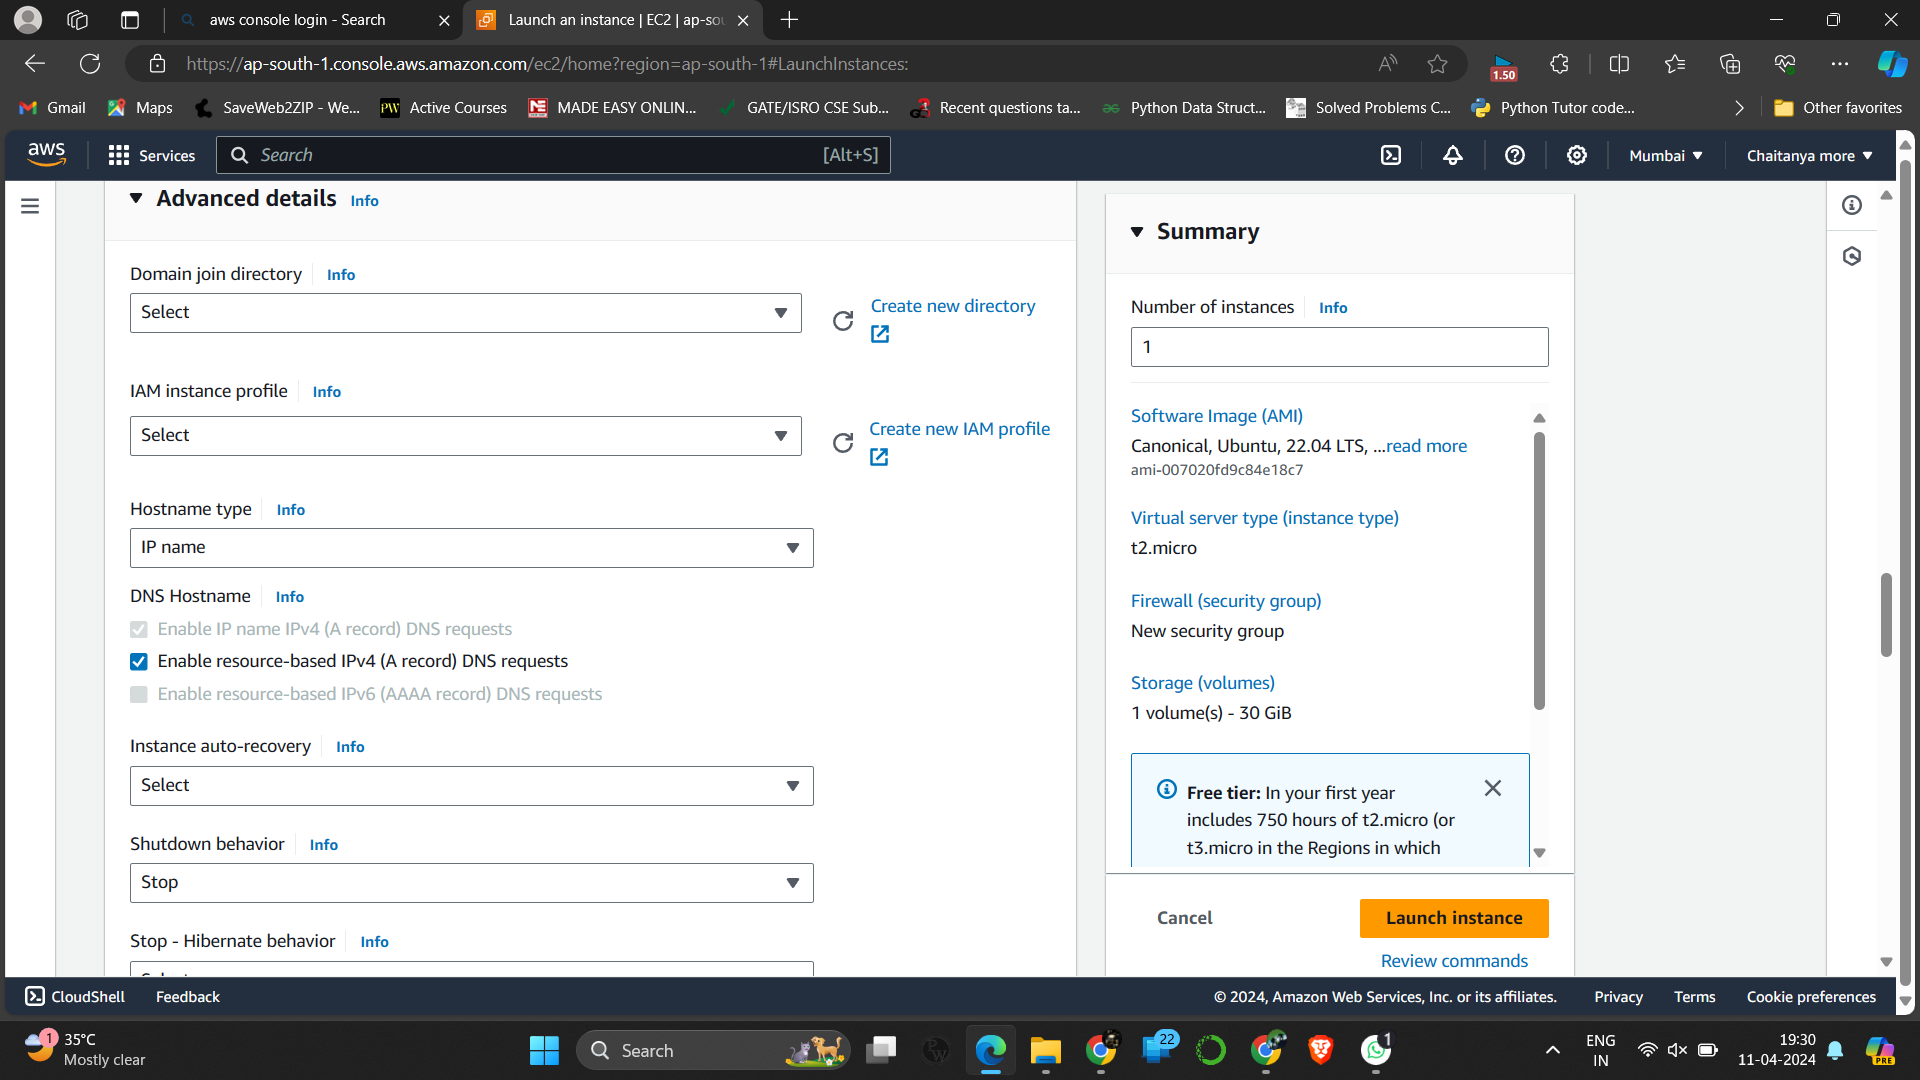 aws console login - Search
Launch an instance | EC2 | ap-sou
https://ap-south-1.console.aws.amazon.com/ec2/home?region=ap-south-1#LaunchInstances:
1.50
Gmail
Maps
SaveWeb2ZIP - We...
PW
Active Courses
MADE EASY ONLIN...
GATE/ISRO CSE Sub...
Recent questions ta...
Python Data Struct...
Solved Problems C...
Python Tutor code...
Other favorites
aws
Services
Search
[Alt+S]
Mumbai
Chaitanya more
Advanced details Info
Domain join directory Info
Select
Create new directory
IAM instance profile Info
Select
Create new IAM profile
Hostname type Info
IP name
DNS Hostname Info
Enable IP name IPv4 (A record) DNS requests
Enable resource-based IPv4 (A record) DNS requests
Enable resource-based IPv6 (AAAA record) DNS requests
Instance auto-recovery Info
Select
Shutdown behavior Info
Stop
Stop - Hibernate behavior Info
Summary
Number of instances Info
1
Software Image (AMI)
Canonical, Ubuntu, 22.04 LTS, ...read more
ami-007020fd9c84e18c7
Virtual server type (instance type)
t2.micro
Firewall (security group)
New security group
Storage (volumes)
1 volume(s) - 30 GiB
Free tier: In your first year
includes 750 hours of t2.micro (or
t3.micro in the Regions in which
Cancel
Launch instance
Review commands
CloudShell
Feedback
© 2024, Amazon Web Services, Inc. or its affiliates.
Privacy
Terms
Cookie preferences
1
35°C
Mostly clear
Search
22
1
ENG
IN
19:30
11-04-2024
PRE